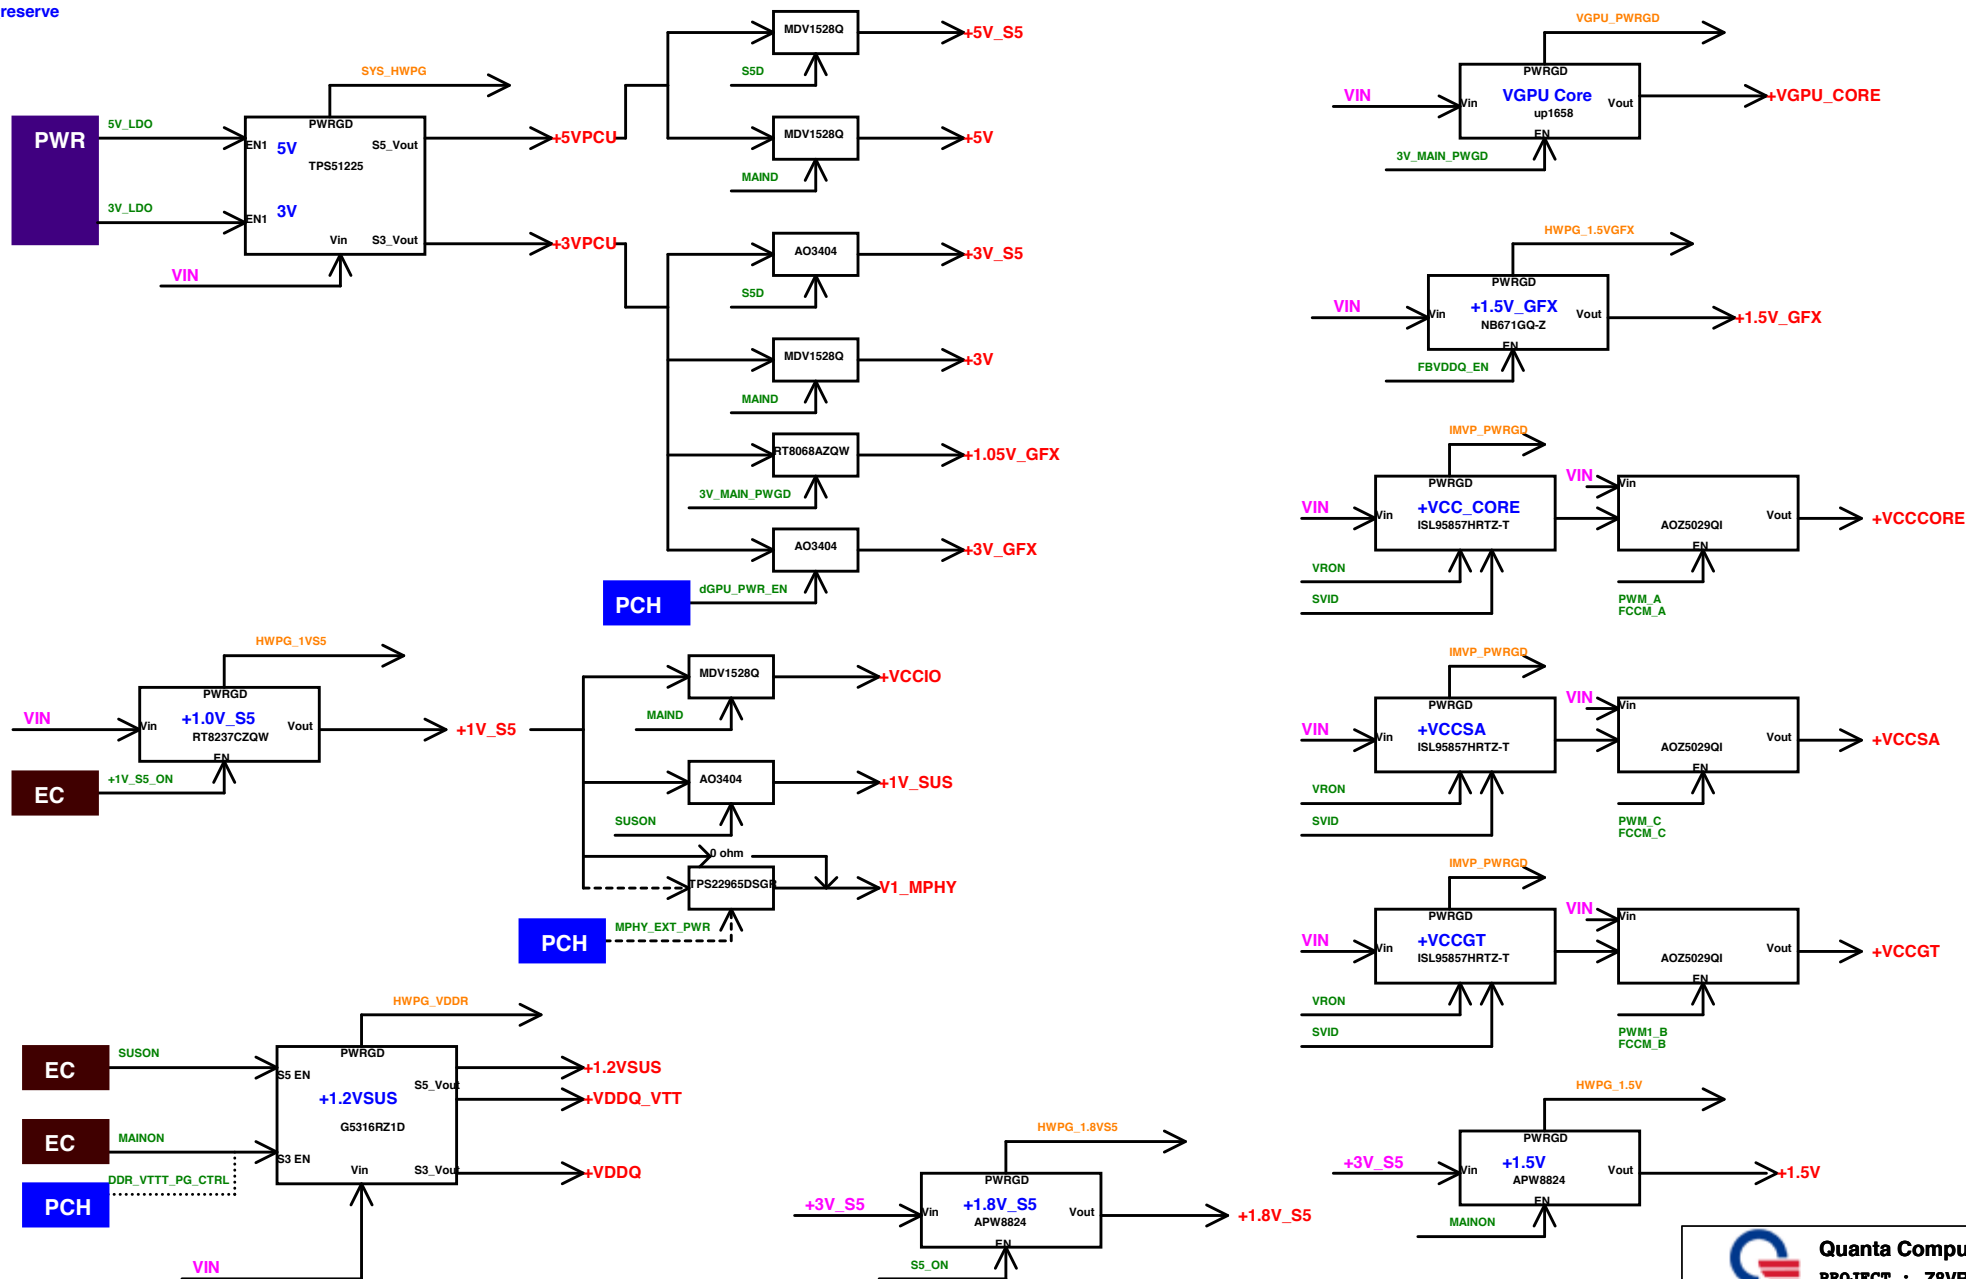 reserve
PWR
5V_LDO
3V_LDO
SYS_HWPG
PWRGD
EN1
5V
S5_Vout
TPS51225
3V
EN1
Vin
S3_Vout
VIN
+5VPCU
+3VPCU
MDV1528Q
S5D
+5V_S5
MDV1528Q
MAIND
+5V
AO3404
S5D
+3V_S5
MDV1528Q
MAIND
+3V
RT8068AZQW
3V_MAIN_PWGD
+1.05V_GFX
AO3404
+3V_GFX
PCH
dGPU_PWR_EN
HWPG_1VS5
PWRGD
VIN
Vin
+1.0V_S5
Vout
RT8237CZQW
EN
EC
+1V_S5_ON
+1V_S5
MDV1528Q
MAIND
+VCCIO
AO3404
SUSON
+1V_SUS
0 ohm
TPS22965DSGR
V1_MPHY
PCH
MPHY_EXT_PWR
HWPG_VDDR
EC
SUSON
PWRGD
S5 EN
S5_Vout
+1.2VSUS
G5316RZ1D
+1.2VSUS
+VDDQ_VTT
EC
MAINON
S3 EN
Vin
S3_Vout
+VDDQ
PCH
DDR_VTTT_PG_CTRL
VIN
HWPG_1.8VS5
PWRGD
+3V_S5
Vin
+1.8V_S5
Vout
APW8824
EN
S5_ON
+1.8V_S5
VGPU_PWRGD
PWRGD
VIN
Vin
VGPU Core
Vout
up1658
EN
3V_MAIN_PWGD
+VGPU_CORE
HWPG_1.5VGFX
PWRGD
VIN
Vin
+1.5V_GFX
Vout
NB671GQ-Z
EN
FBVDDQ_EN
+1.5V_GFX
IMVP_PWRGD
PWRGD
VIN
Vin
+VCC_CORE
ISL95857HRTZ-T
VRON
SVID
VIN
Vin
AOZ5029QI
Vout
EN
PWM_A
FCCM_A
+VCCCORE
IMVP_PWRGD
PWRGD
VIN
Vin
+VCCSA
ISL95857HRTZ-T
VRON
SVID
VIN
Vin
AOZ5029QI
Vout
EN
PWM_C
FCCM_C
+VCCSA
IMVP_PWRGD
PWRGD
VIN
Vin
+VCCGT
ISL95857HRTZ-T
VRON
SVID
VIN
Vin
AOZ5029QI
Vout
EN
PWM1_B
FCCM_B
+VCCGT
HWPG_1.5V
PWRGD
+3V_S5
Vin
+1.5V
Vout
APW8824
EN
MAINON
+1.5V
Quanta Compu